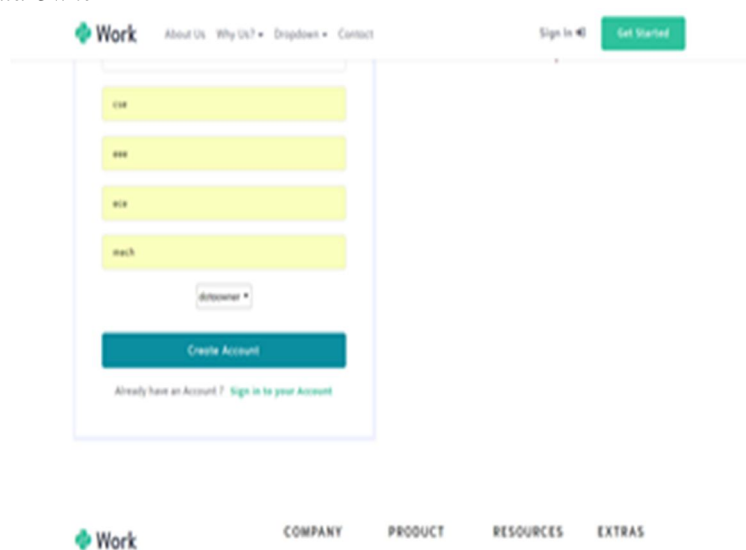 Work About Us Why Us? Dropdown Contact Sign In Get Started
cse
eee
ece
mech
dataowner
Create Account
Already have an Account ? Sign in to your Account
Work COMPANY PRODUCT RESOURCES EXTRAS